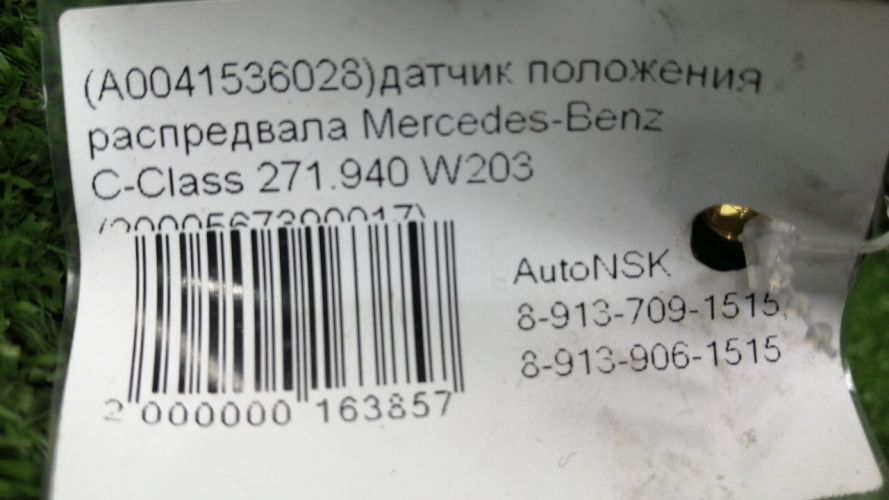 (A0041536028)датчик положения
распредвала Mercedes-Benz
C-Class 271.940 W203
AutoNSK
8-913-709-1515,
8-913-906-1515
2 000000 163857